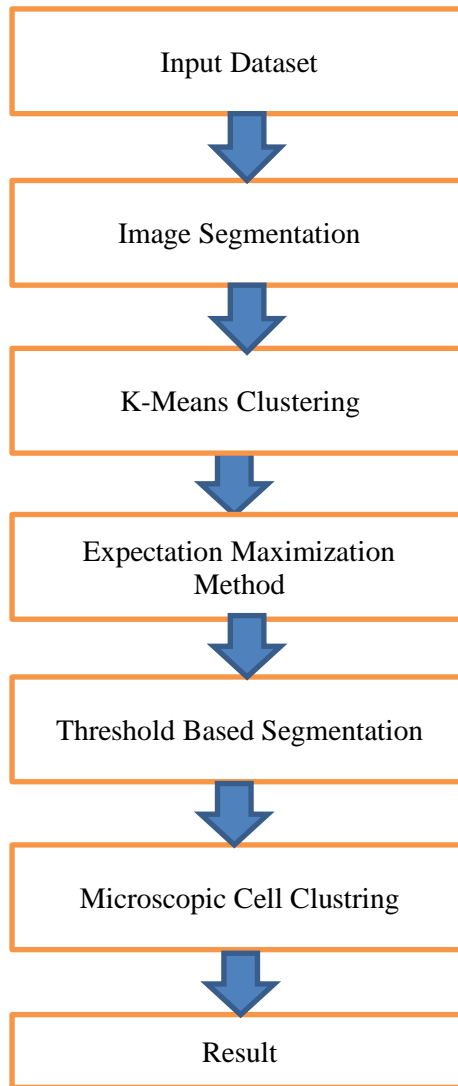 Input Dataset
Image Segmentation
K-Means Clustering
Expectation Maximization
Method
Threshold Based Segmentation
Microscopic Cell Clustring
Result